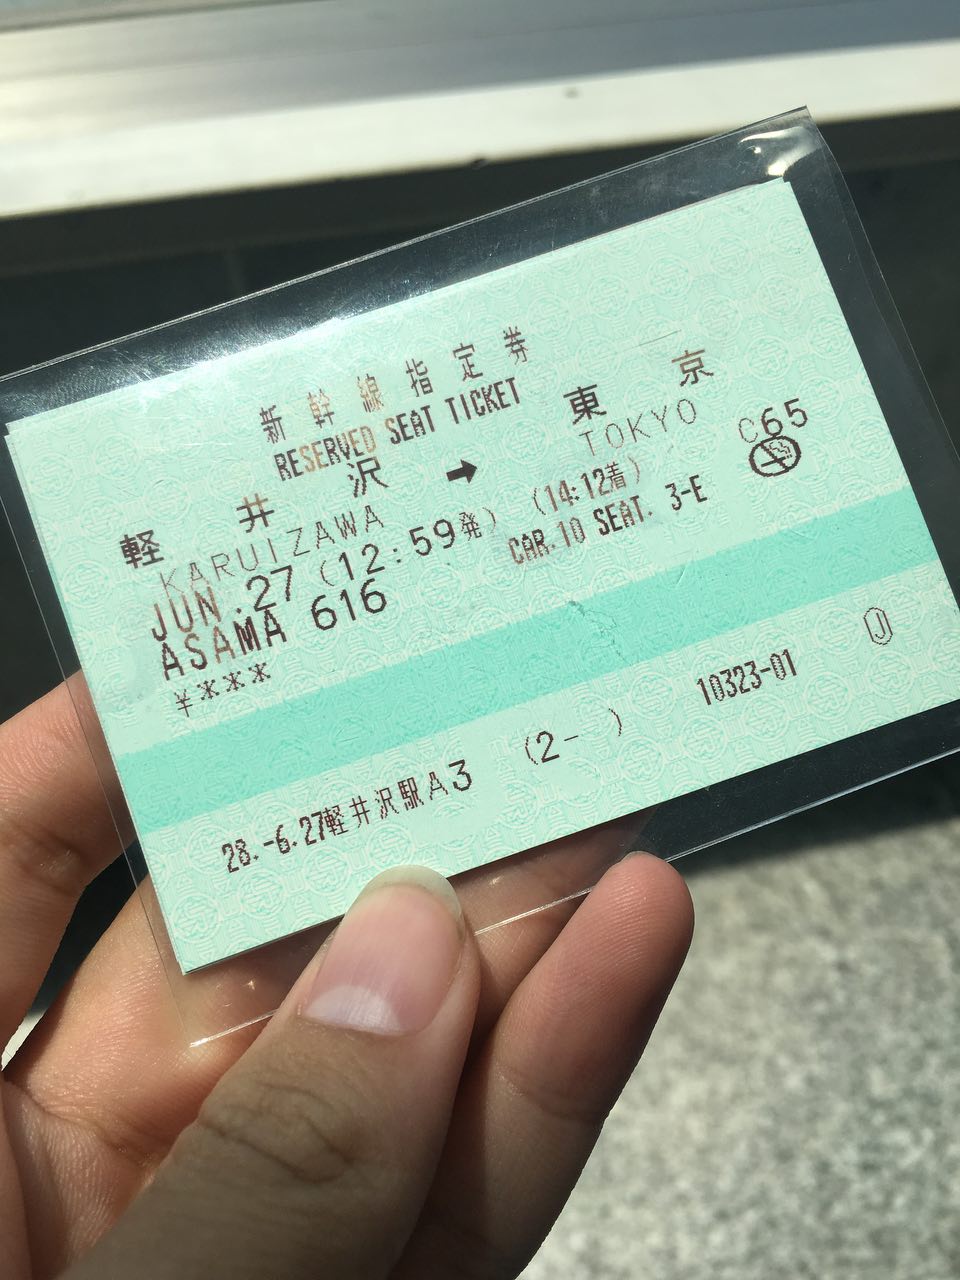 新幹線指定券
RESERVED SEAT TICKET
軽井沢 ➡ 東京
KARUIZAWA TOKYO C65
JUN.27 (12:59発) (14:12着)
ASAMA 616 CAR.10 SEAT. 3-E
¥***
10323-01 Ⓙ
28.-6.27軽井沢駅A3 (2- )